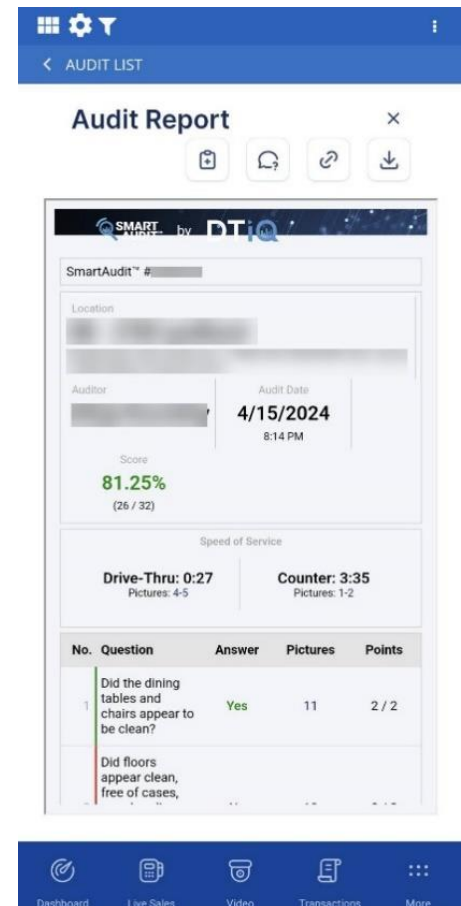 AUDIT LIST
Audit Report
SMART AUDIT™ by DTiQ
SmartAudit™ #
Location
Auditor
Audit Date
4/15/2024
8:14 PM
Score
81.25%
(26 / 32)
Speed of Service
Drive-Thru: 0:27
Counter: 3:35
Pictures: 4-5
Pictures: 1-2
No. Question Answer Pictures Points
Did the dining
tables and
1 chairs appear to Yes 11 2 / 2
be clean?
Did floors
appear clean,
free of cases,
Dashboard Live Sales Video Transactions More